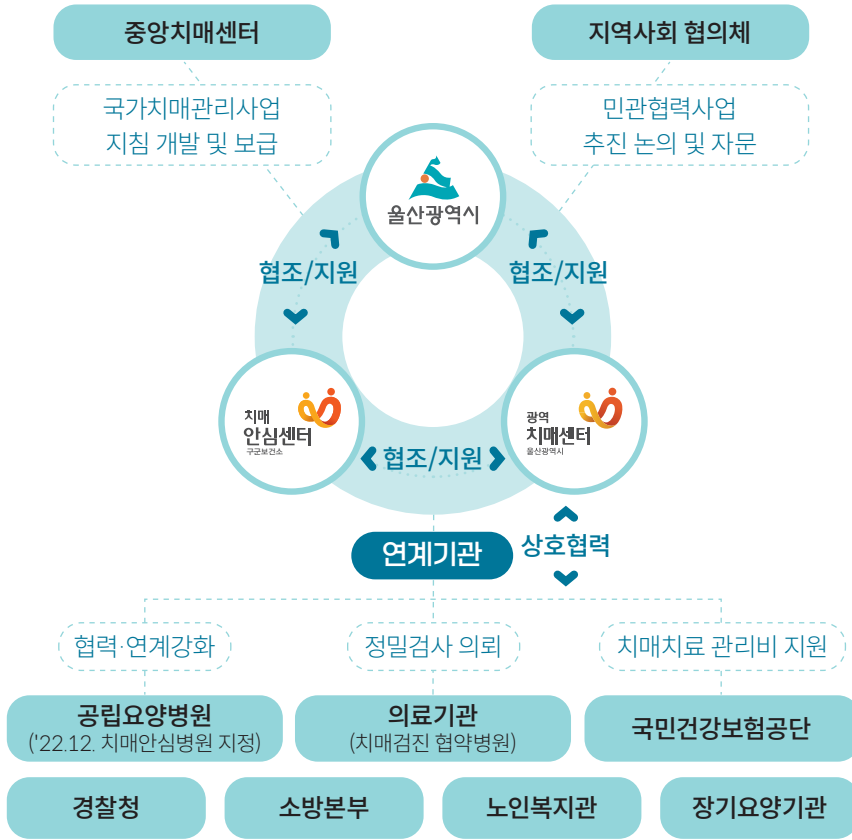 중앙치매센터
지역사회 협의체
국가치매관리사업
지침 개발 및 보급
민관협력사업
추진 논의 및 자문
울산광역시
협조/지원
협조/지원
치매
안심센터
구군보건소
광역
치매센터
울산광역시
협조/지원
연계기관
상호협력
협력·연계강화
정밀검사 의뢰
치매치료 관리비 지원
공립요양병원
('22.12. 치매안심병원 지정)
의료기관
(치매검진 협약병원)
국민건강보험공단
경찰청
소방본부
노인복지관
장기요양기관